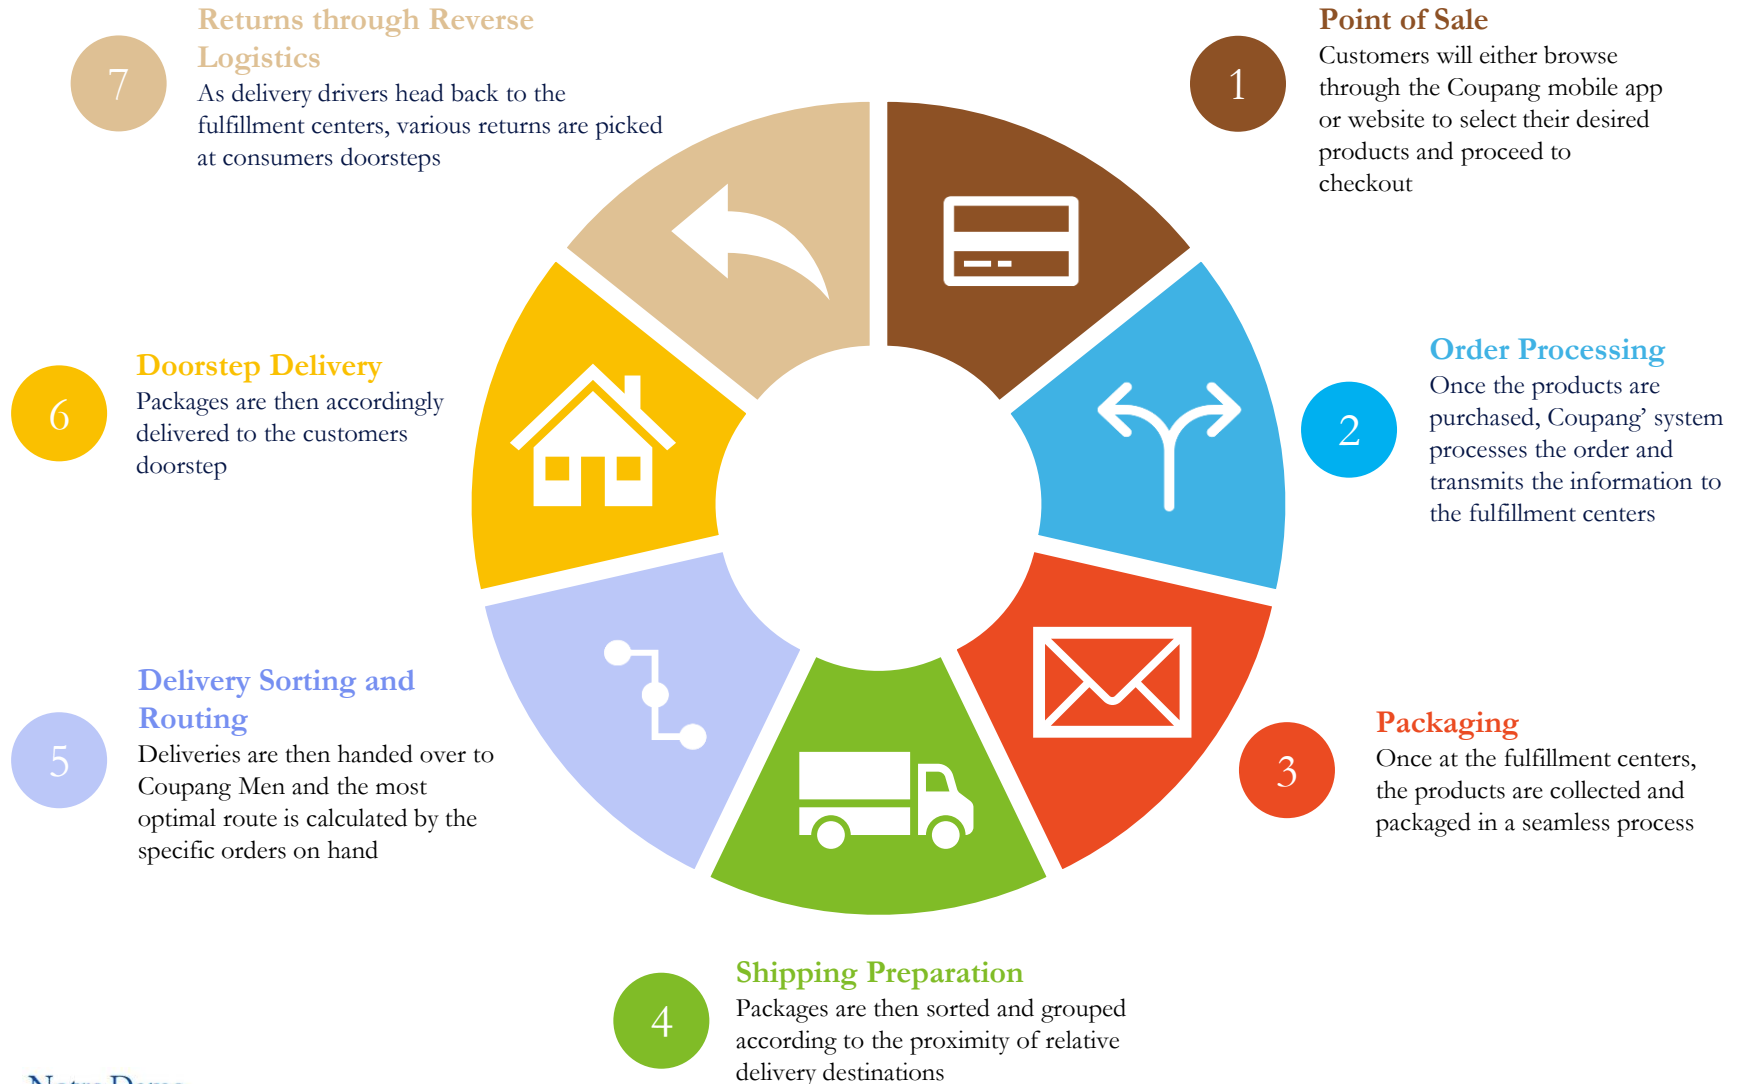 1
Point of Sale
Customers will either browse
through the Coupang mobile app
or website to select their desired
products and proceed to
checkout
2
Order Processing
Once the products are
purchased, Coupang’ system
processes the order and
transmits the information to
the fulfillment centers
3
Packaging
Once at the fulfillment centers,
the products are collected and
packaged in a seamless process
4
Shipping Preparation
Packages are then sorted and grouped
according to the proximity of relative
delivery destinations
5
Delivery Sorting and
Routing
Deliveries are then handed over to
Coupang Men and the most
optimal route is calculated by the
specific orders on hand
6
Doorstep Delivery
Packages are then accordingly
delivered to the customers
doorstep
7
Returns through Reverse
Logistics
As delivery drivers head back to the
fulfillment centers, various returns are picked
at consumers doorsteps
Notre Dame